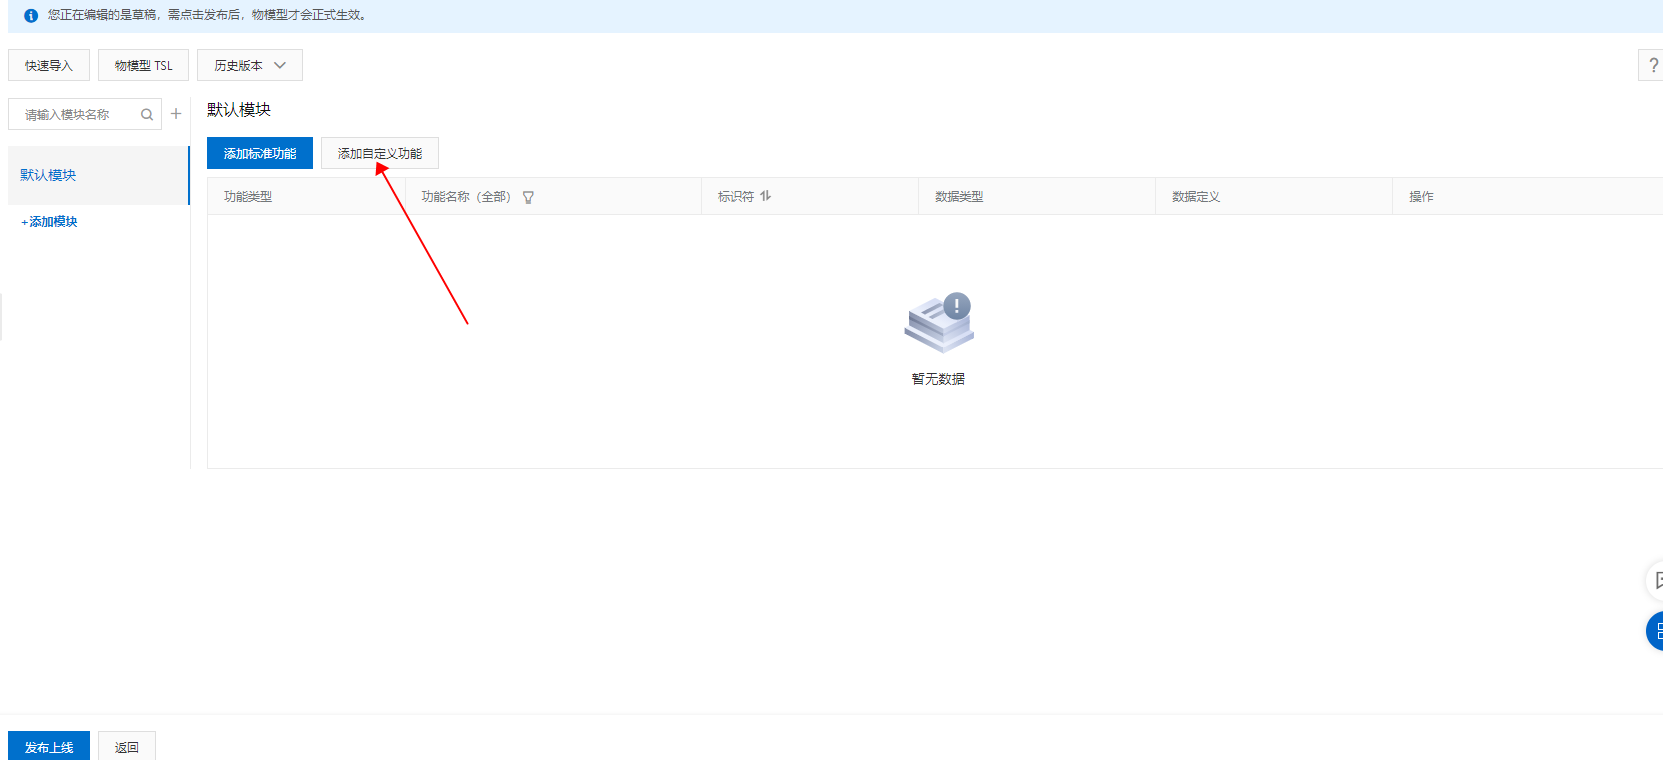 您正在编辑的是草稿，需点击发布后，物模型才会正式生效。
快速导入 物模型 TSL 历史版本 ?
请输入模块名称 +
默认模块
添加标准功能 添加自定义功能
默认模块
+添加模块
功能类型 功能名称（全部） 标识符 数据类型 数据定义 操作
暂无数据
发布上线 返回